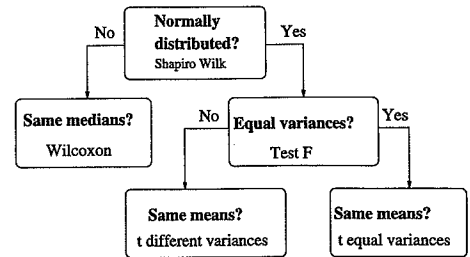 Normally
distributed?
Shapiro Wilk
No
Yes
Same medians?
Wilcoxon
Equal variances?
Test F
No
Yes
Same means?
t different variances
Same means?
t equal variances